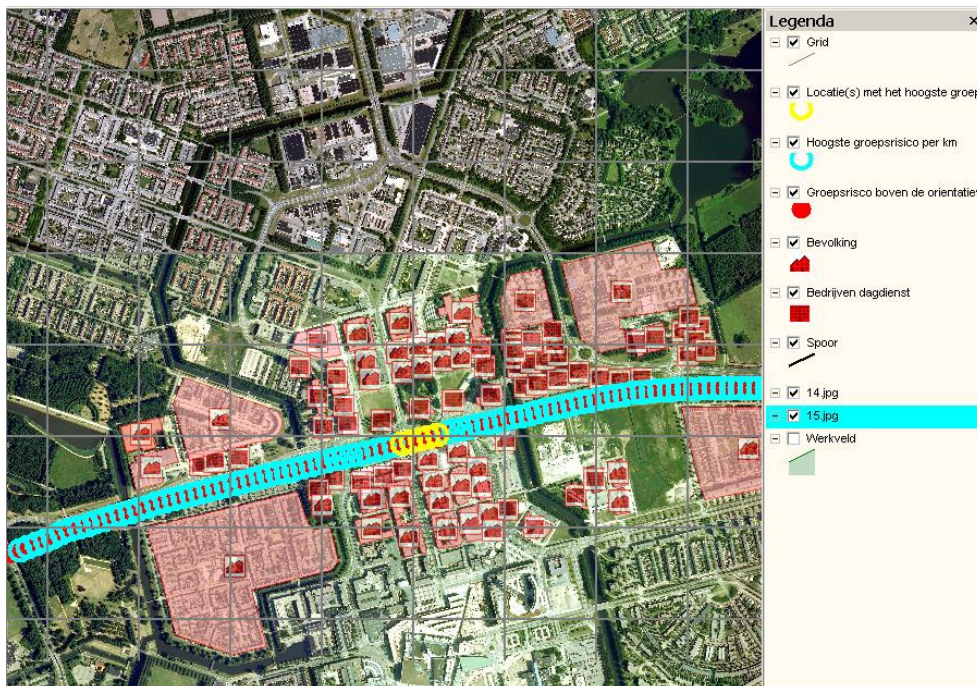 Legenda
Grid
Locatie(s) met het hoogste groep
Hoogste groepsrisico per km
Groepsrisco boven de orientatiev
Bevolking
Bedrijven dagdienst
Spoor
14.jpg
15.jpg
Werkveld